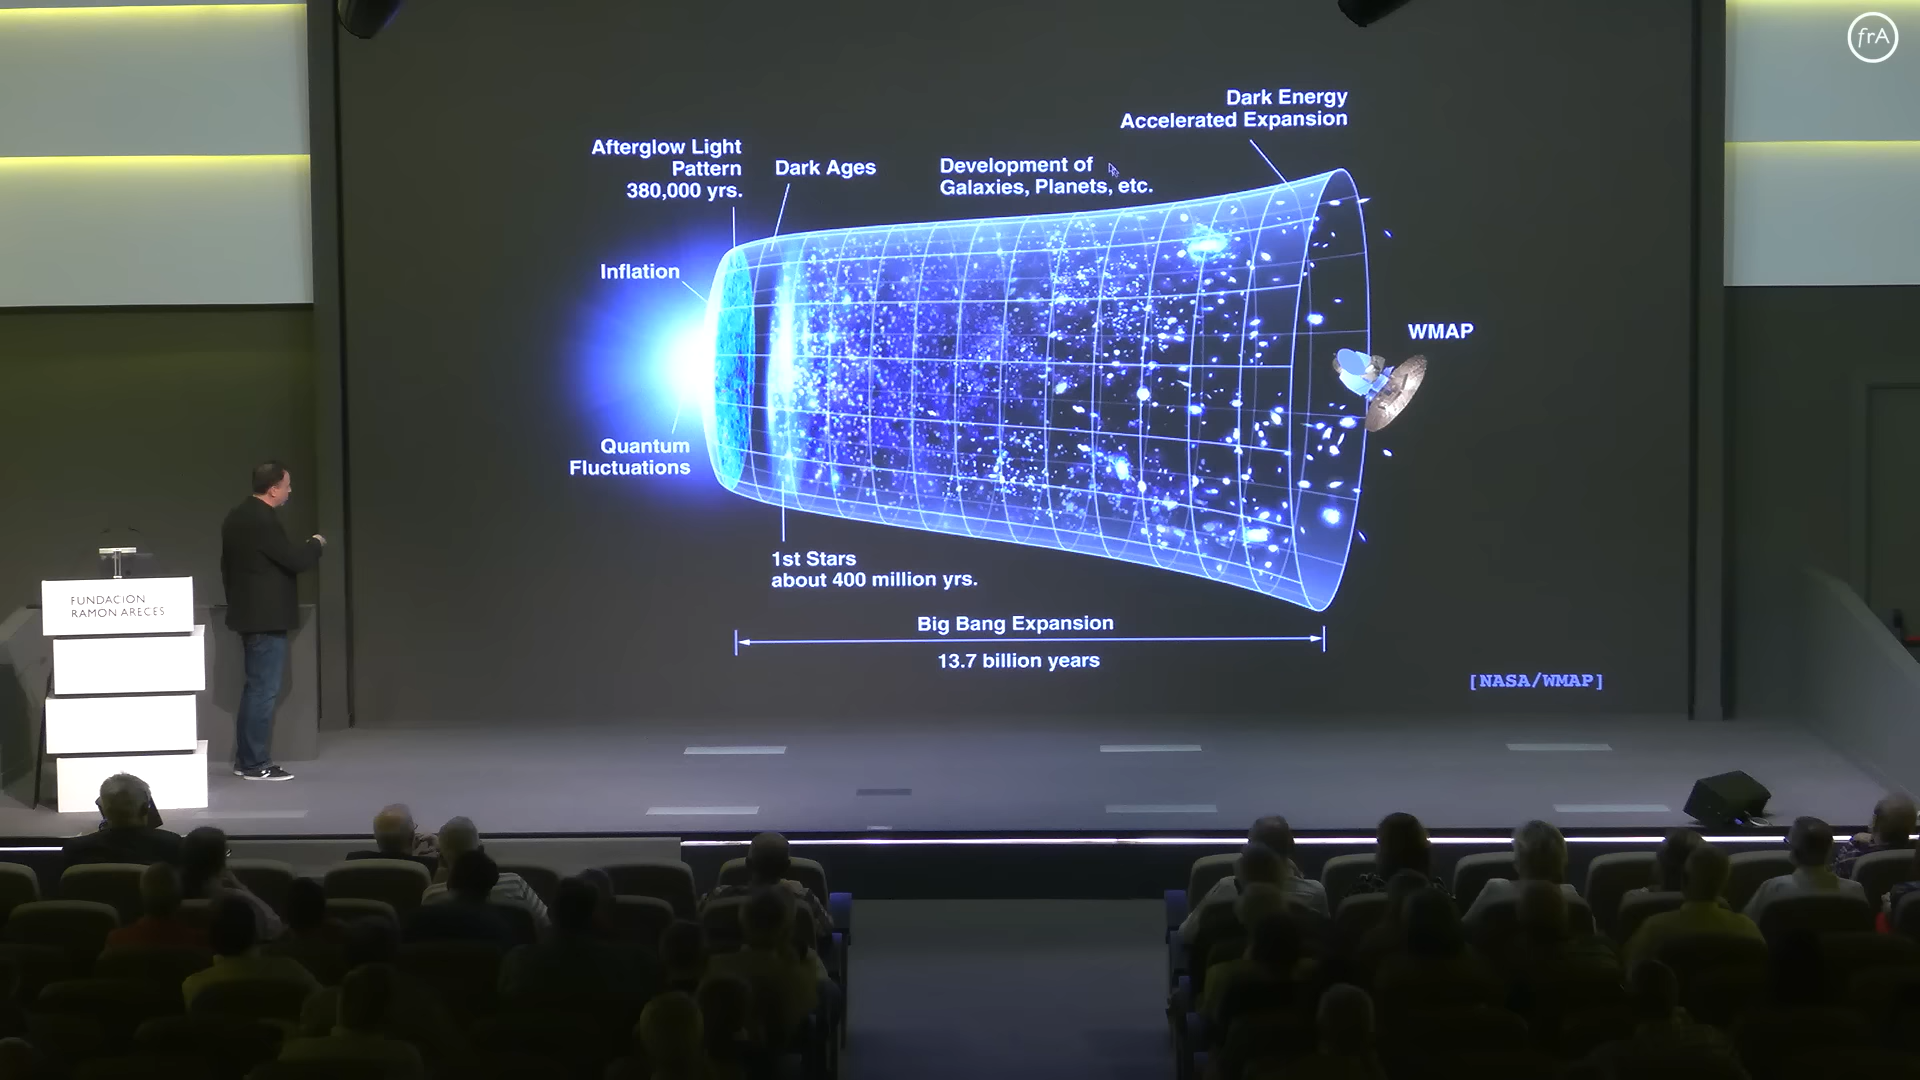 frA
Dark Energy
Accelerated Expansion
Afterglow Light
Pattern
380,000 yrs.
Dark Ages
Development of
Galaxies, Planets, etc.
Inflation
WMAP
Quantum
Fluctuations
1st Stars
about 400 million yrs.
Big Bang Expansion
13.7 billion years
[NASA/WMAP]
FUNDACIÓN
RAMÓN ARECES